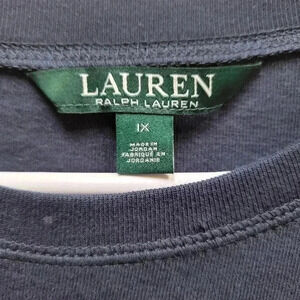 LAUREN
RALPH LAUREN
1X
MADE IN
JORDAN
FABRIQUÉ EN
JORDANIE